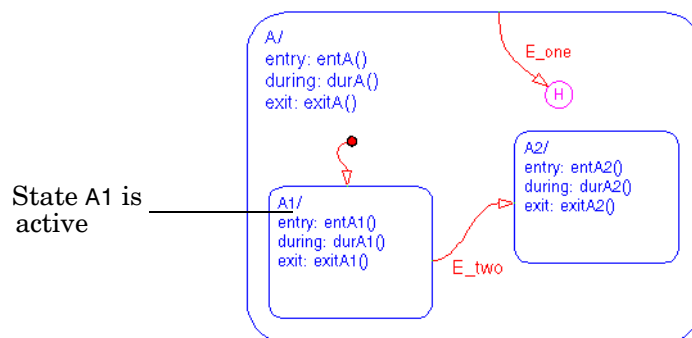 A/
entry: entA()
during: durA()
exit: exitA()
E_one
H
A2/
entry: entA2()
during: durA2()
exit: exitA2()
State A1 is
active
A1/
entry: entA1()
during: durA1()
exit: exitA1()
E_two